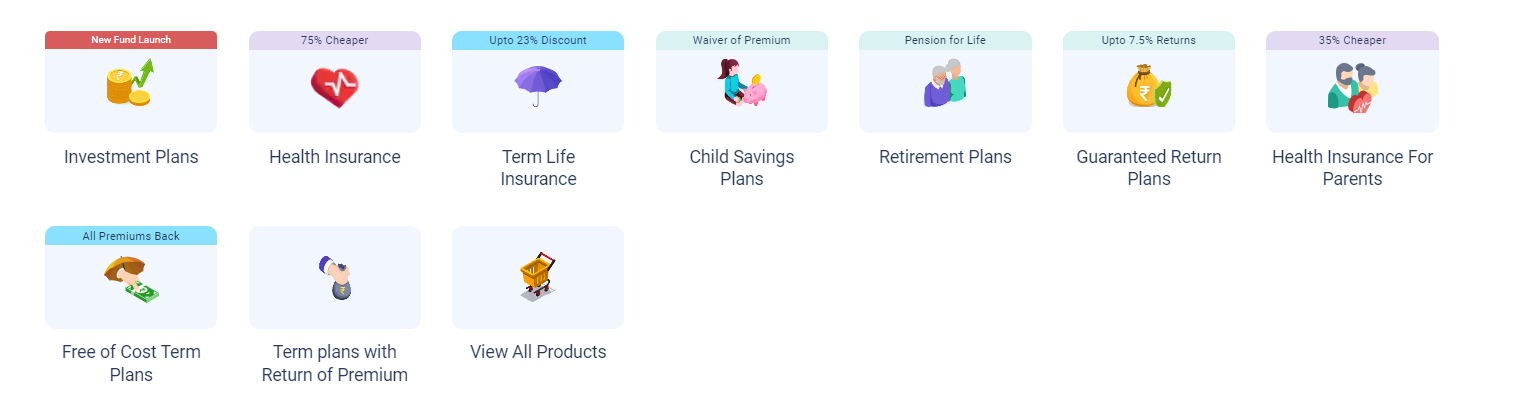 New Fund Launch
75% Cheaper
Upto 23% Discount
Waiver of Premium
Pension for Life
Upto 7.5% Returns
35% Cheaper
Investment Plans
Health Insurance
Term Life
Insurance
Child Savings
Plans
Retirement Plans
Guaranteed Return
Plans
Health Insurance For
Parents
All Premiums Back
Free of Cost Term
Plans
Term plans with
Return of Premium
View All Products